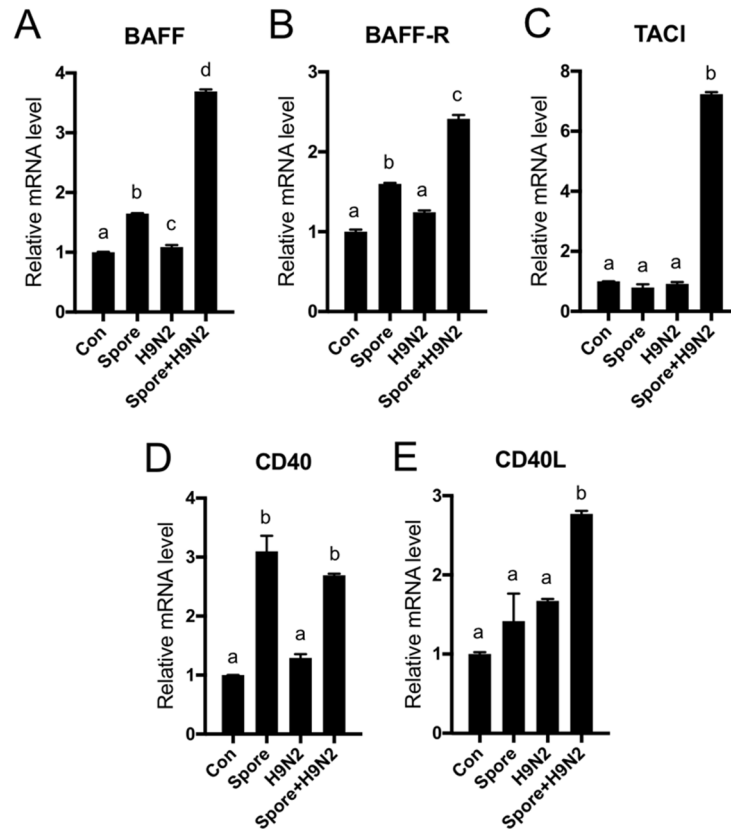 A
BAFF
Relative mRNA level
4
3
2
1
0
a
b
c
d
Con
Spore
H9N2
Spore+H9N2
B
BAFF-R
Relative mRNA level
3
2
1
0
a
b
a
c
Con
Spore
H9N2
Spore+H9N2
C
TACI
Relative mRNA level
8
6
4
2
0
a
a
a
b
Con
Spore
H9N2
Spore+H9N2
D
CD40
Relative mRNA level
4
3
2
1
0
a
b
a
b
Con
Spore
H9N2
Spore+H9N2
E
CD40L
Relative mRNA level
3
2
1
0
a
a
a
b
Con
Spore
H9N2
Spore+H9N2